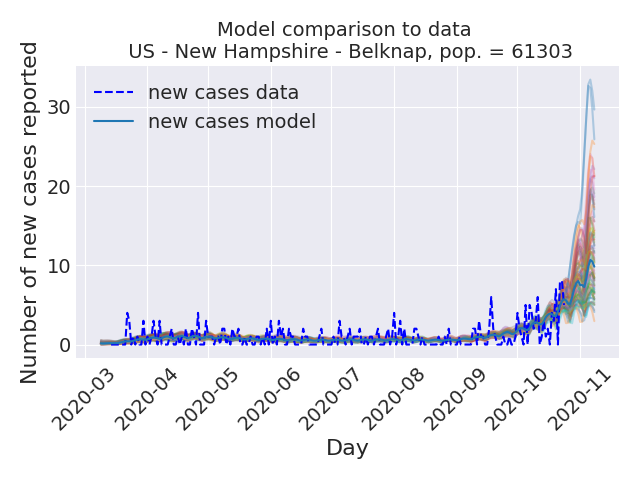 Model comparison to data
US - New Hampshire - Belknap, pop. = 61303
Number of new cases reported
30
20
10
0
new cases data
new cases model
2020-03
2020-04
2020-05
2020-06
2020-07
2020-08
2020-09
2020-10
2020-11
Day